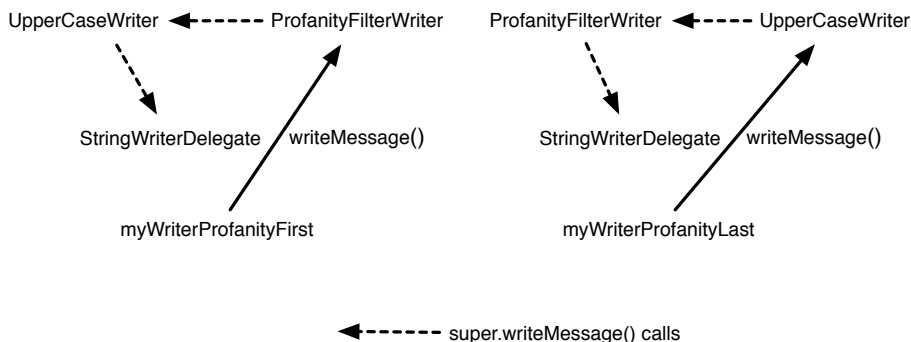 UpperCaseWriter ProfanityFilterWriter ProfanityFilterWriter UpperCaseWriter
StringWriterDelegate writeMessage() StringWriterDelegate writeMessage()
myWriterProfanityFirst myWriterProfanityLast
super.writeMessage() calls